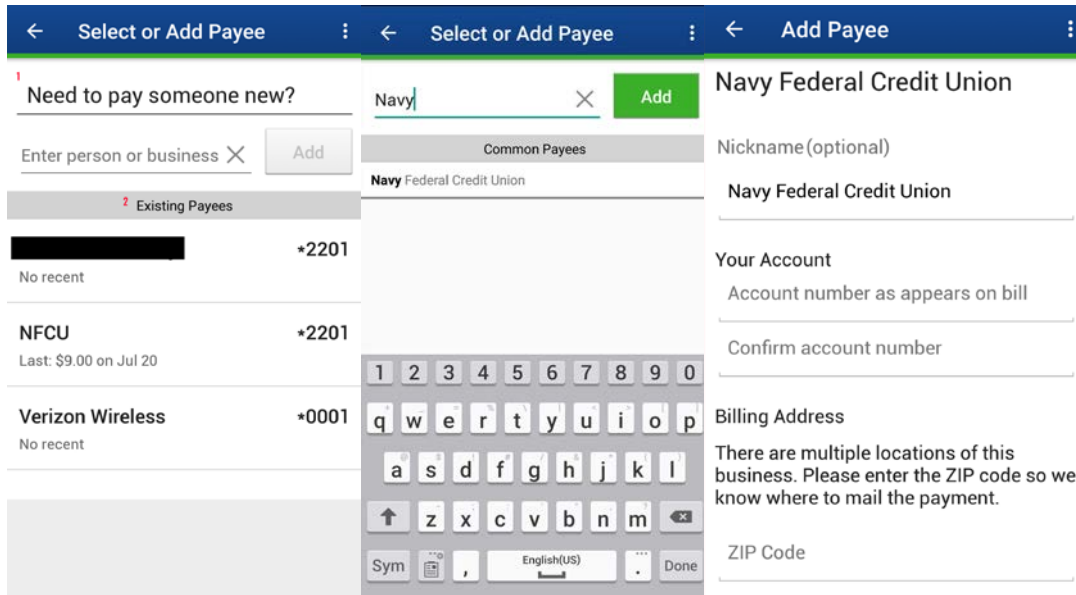 Select or Add Payee
1
Need to pay someone new?
Enter person or business
Add
2 Existing Payees
*2201
No recent
NFCU
*2201
Last: $9.00 on Jul 20
Verizon Wireless
*0001
No recent
Select or Add Payee
Navy
Add
Common Payees
Navy Federal Credit Union
1 2 3 4 5 6 7 8 9 0
q w e r t y u i o p
a s d f g h j k l
z x c v b n m
Sym , English(US) . Done
Add Payee
Navy Federal Credit Union
Nickname (optional)
Navy Federal Credit Union
Your Account
Account number as appears on bill
Confirm account number
Billing Address
There are multiple locations of this
business. Please enter the ZIP code so we
know where to mail the payment.
ZIP Code